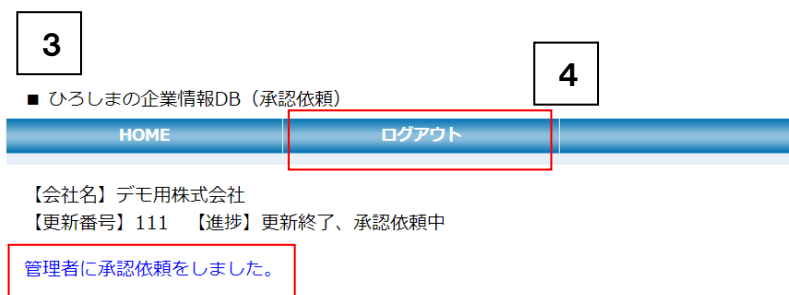 3
4
■ ひろしまの企業情報DB（承認依頼）
HOME ログアウト
【会社名】デモ用株式会社
【更新番号】111 【進捗】更新終了、承認依頼中
管理者に承認依頼をしました。